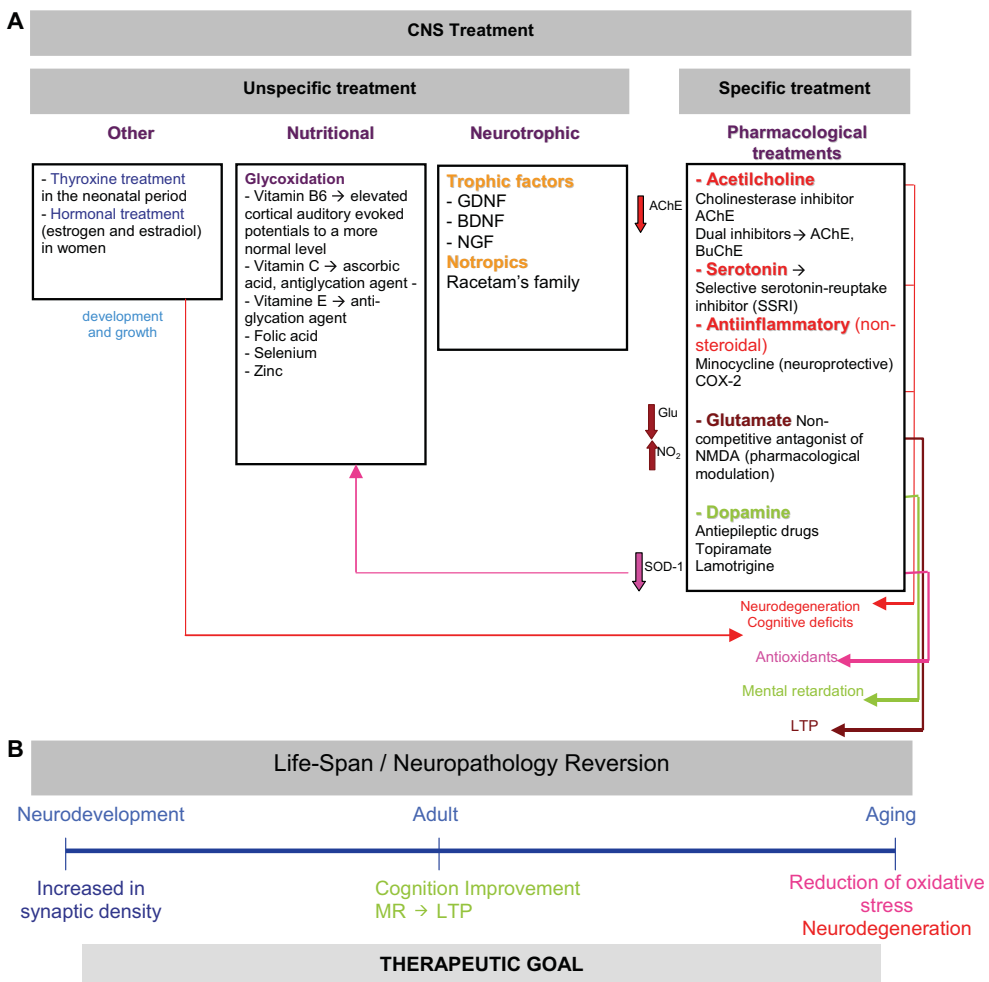 A
CNS Treatment
Unspecific treatment
Specific treatment
Other
Nutritional
Neurotrophic
Pharmacological
treatments
- Thyroxine treatment
in the neonatal period
- Hormonal treatment
(estrogen and estradiol)
in women
development
and growth
Glycoxidation
- Vitamin B6 → elevated
cortical auditory evoked
potentials to a more
normal level
- Vitamin C → ascorbic
acid, antiglycation agent -
- Vitamine E → anti-
glycation agent
- Folic acid
- Selenium
- Zinc
Trophic factors
- GDNF
- BDNF
- NGF
Notropics
Racetam's family
AChE
Glu
NO₂
SOD-1
- Acetilcholine
Cholinesterase inhibitor
AChE
Dual inhibitors → AChE,
BuChE
- Serotonin →
Selective serotonin-reuptake
inhibitor (SSRI)
- Antiinflammatory (non-
steroidal)
Minocycline (neuroprotective)
COX-2
- Glutamate Non-
competitive antagonist of
NMDA (pharmacological
modulation)
- Dopamine
Antiepileptic drugs
Topiramate
Lamotrigine
Neurodegeneration
Cognitive deficits
Antioxidants
Mental retardation
LTP
B
Life-Span / Neuropathology Reversion
Neurodevelopment
Adult
Aging
Increased in
synaptic density
Cognition Improvement
MR → LTP
Reduction of oxidative
stress
Neurodegeneration
THERAPEUTIC GOAL